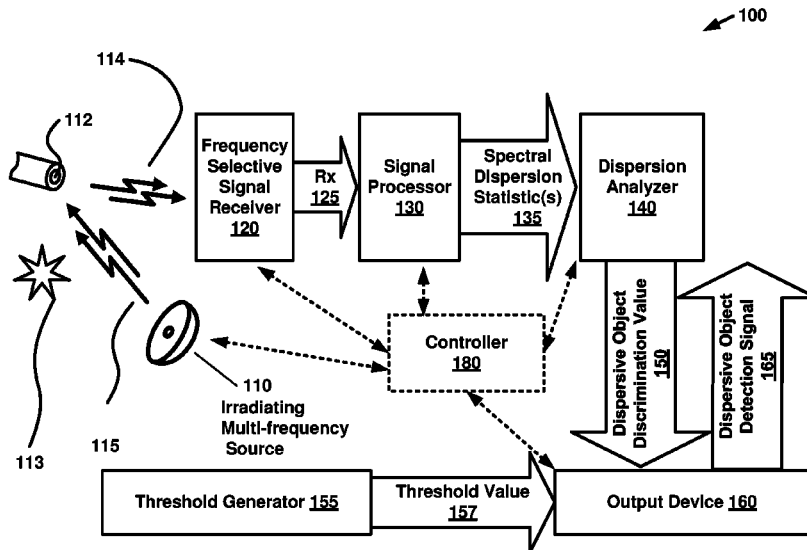 100
114
112
Frequency
Selective
Signal
Receiver
120
Rx
125
Signal
Processor
130
Spectral
Dispersion
Statistic(s)
135
Dispersion
Analyzer
140
Controller
180
Dispersive Object
Discrimination Value
150
Dispersive Object
Detection Signal
165
110
Irradiating
Multi-frequency
Source
115
113
Threshold Generator 155
Threshold Value
157
Output Device 160